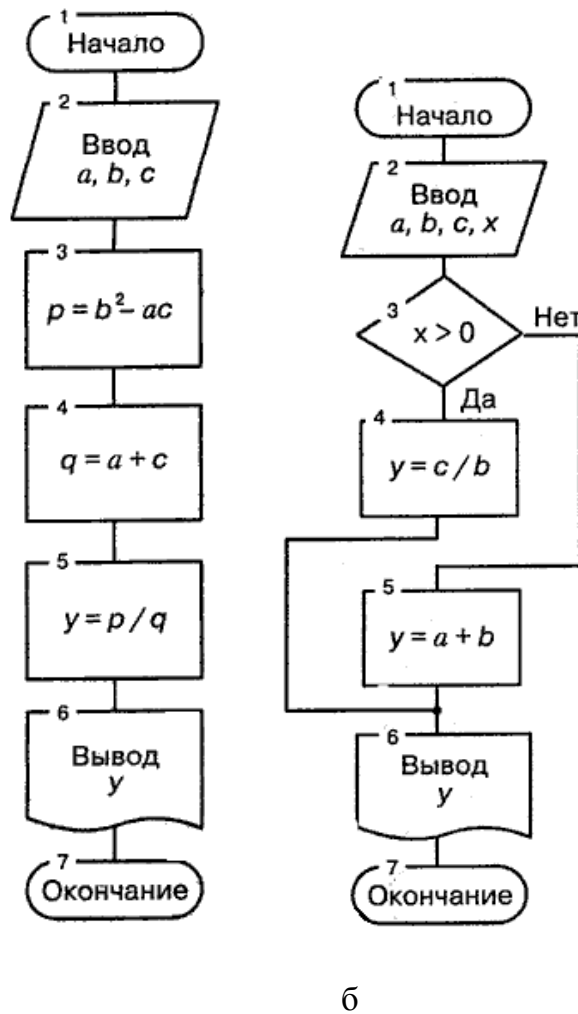 1
Начало
2
Ввод
a, b, c
3
p = b² – ac
4
q = a + c
5
y = p / q
6
Вывод
y
7
Окончание
1
Начало
2
Ввод
a, b, c, x
3
x > 0
Нет
Да
4
y = c / b
5
y = a + b
6
Вывод
y
7
Окончание
б